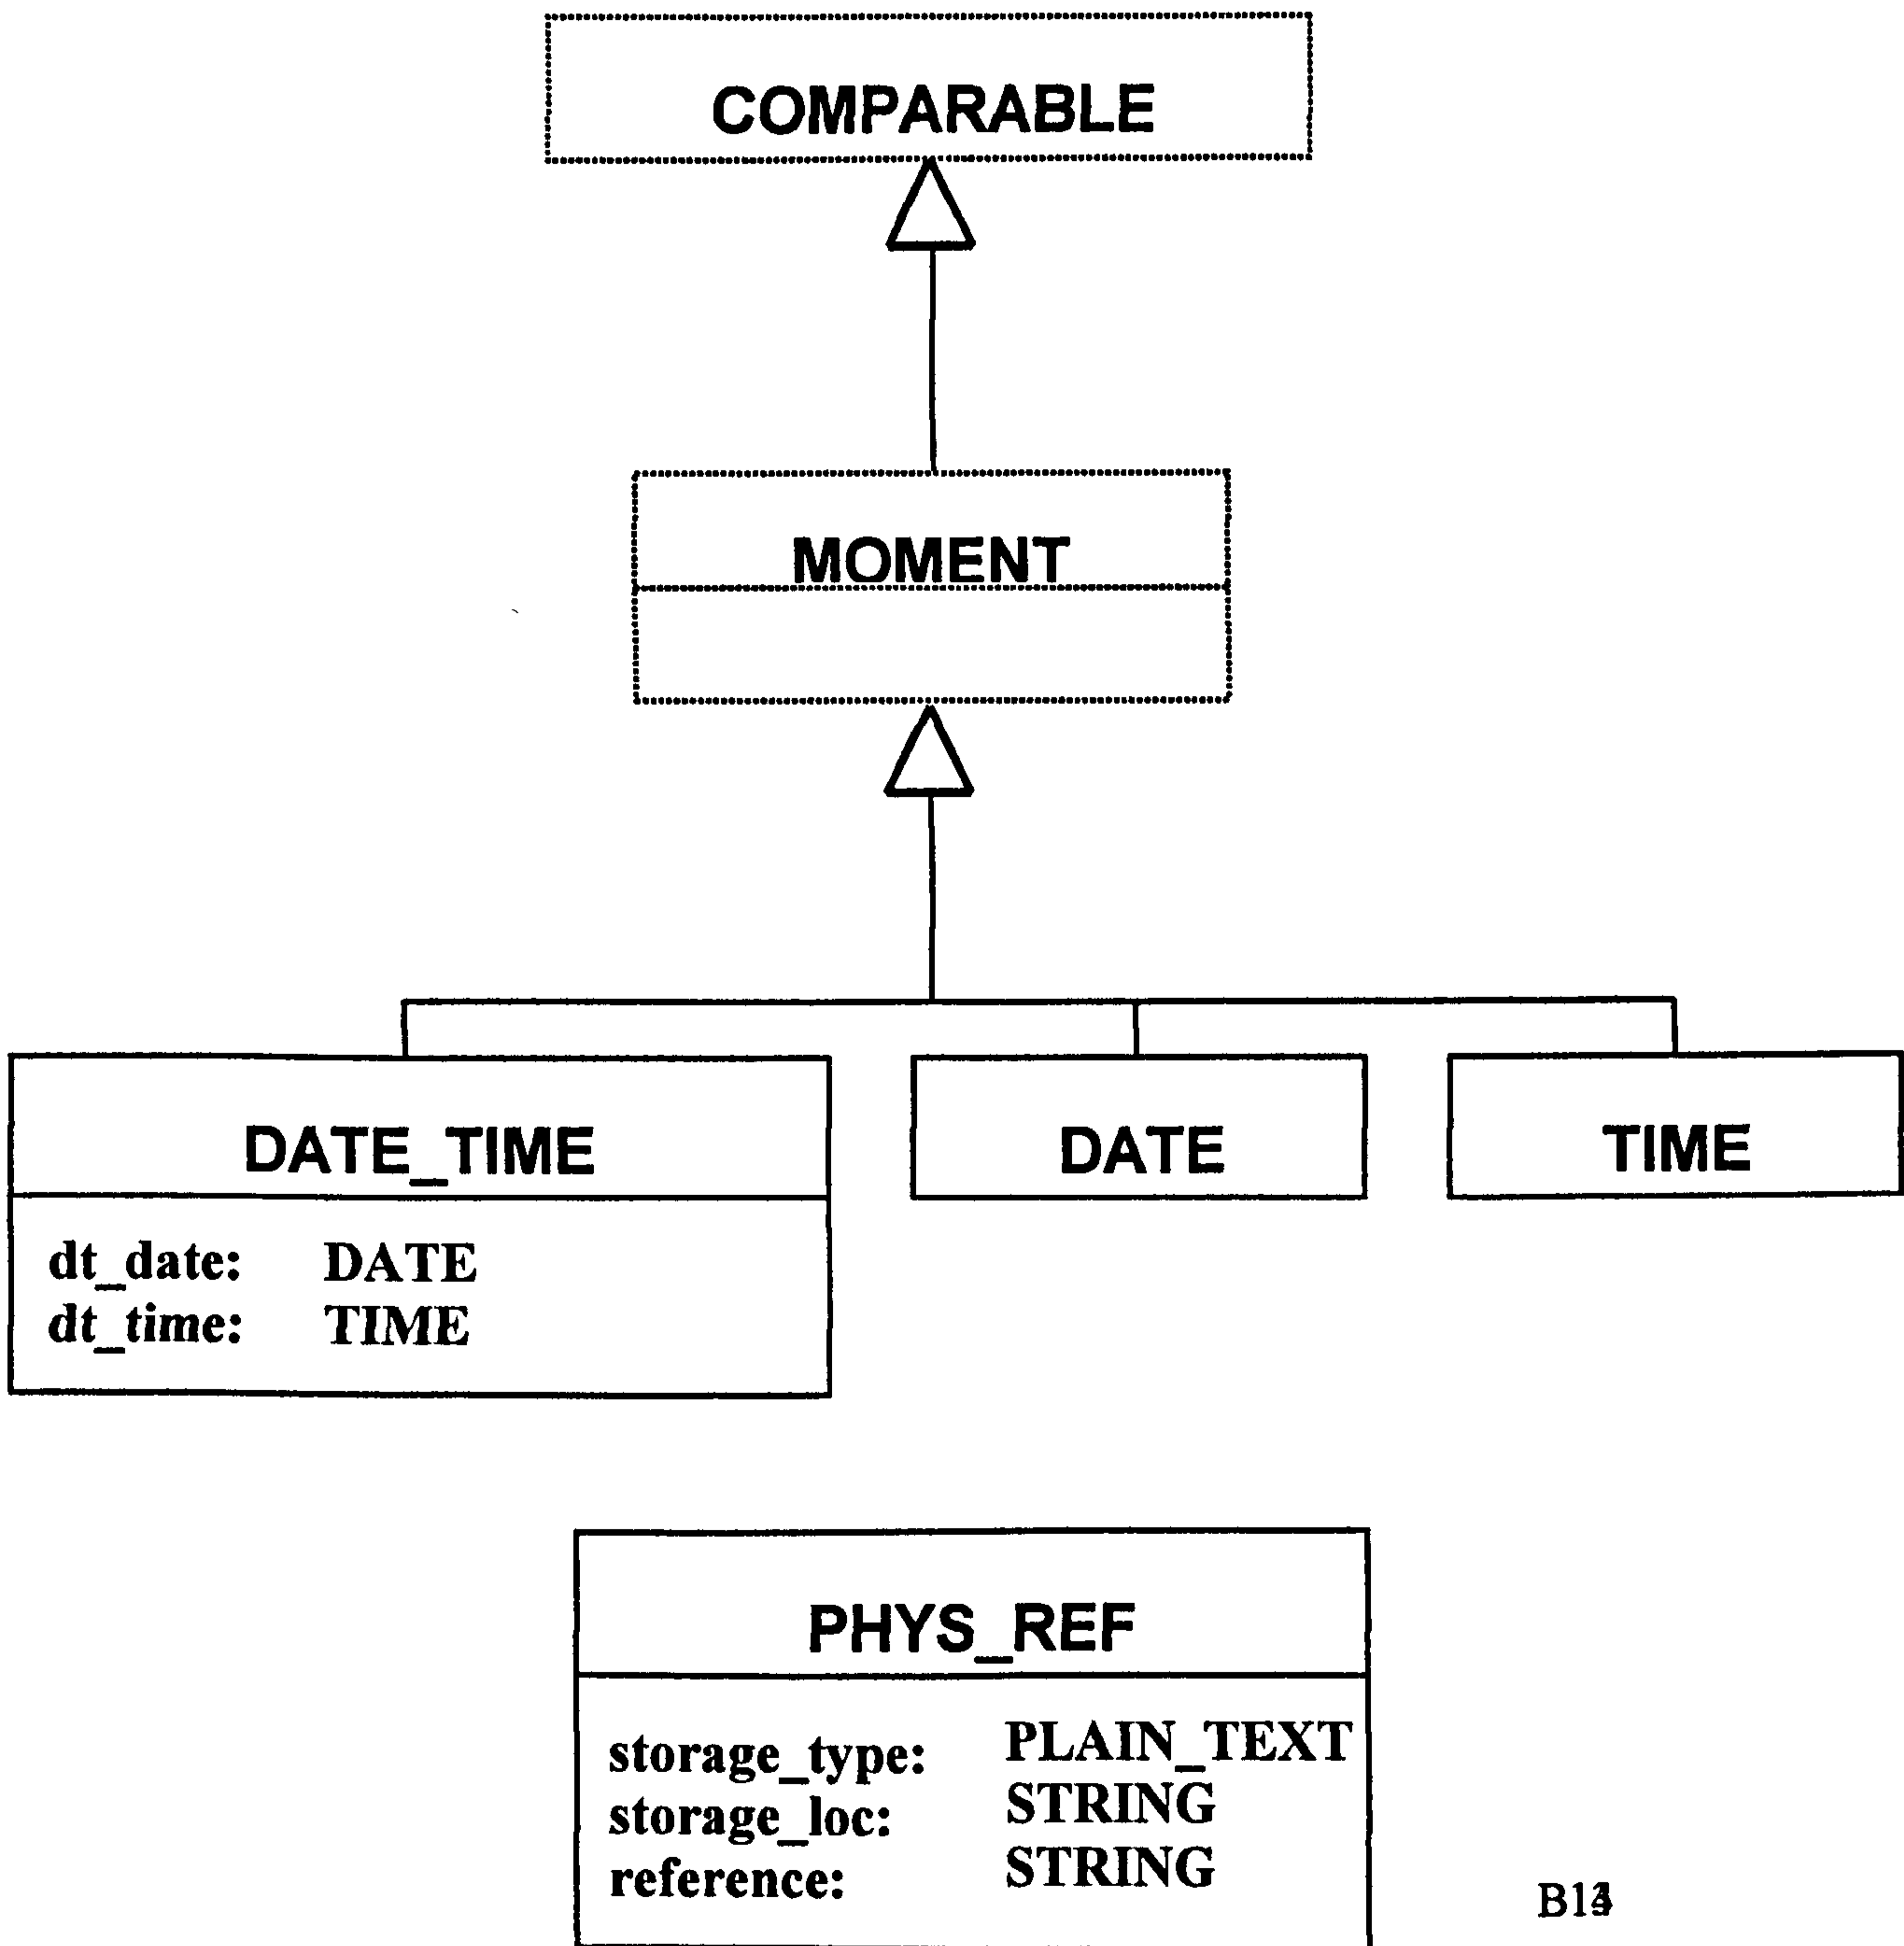 COMPARABLE
MOMENT
DATE_TIME
DATE
TIME
dt_date: DATE
dt_time: TIME
PHYS_REF
storage_type: PLAIN_TEXT
storage_loc: STRING
reference: STRING